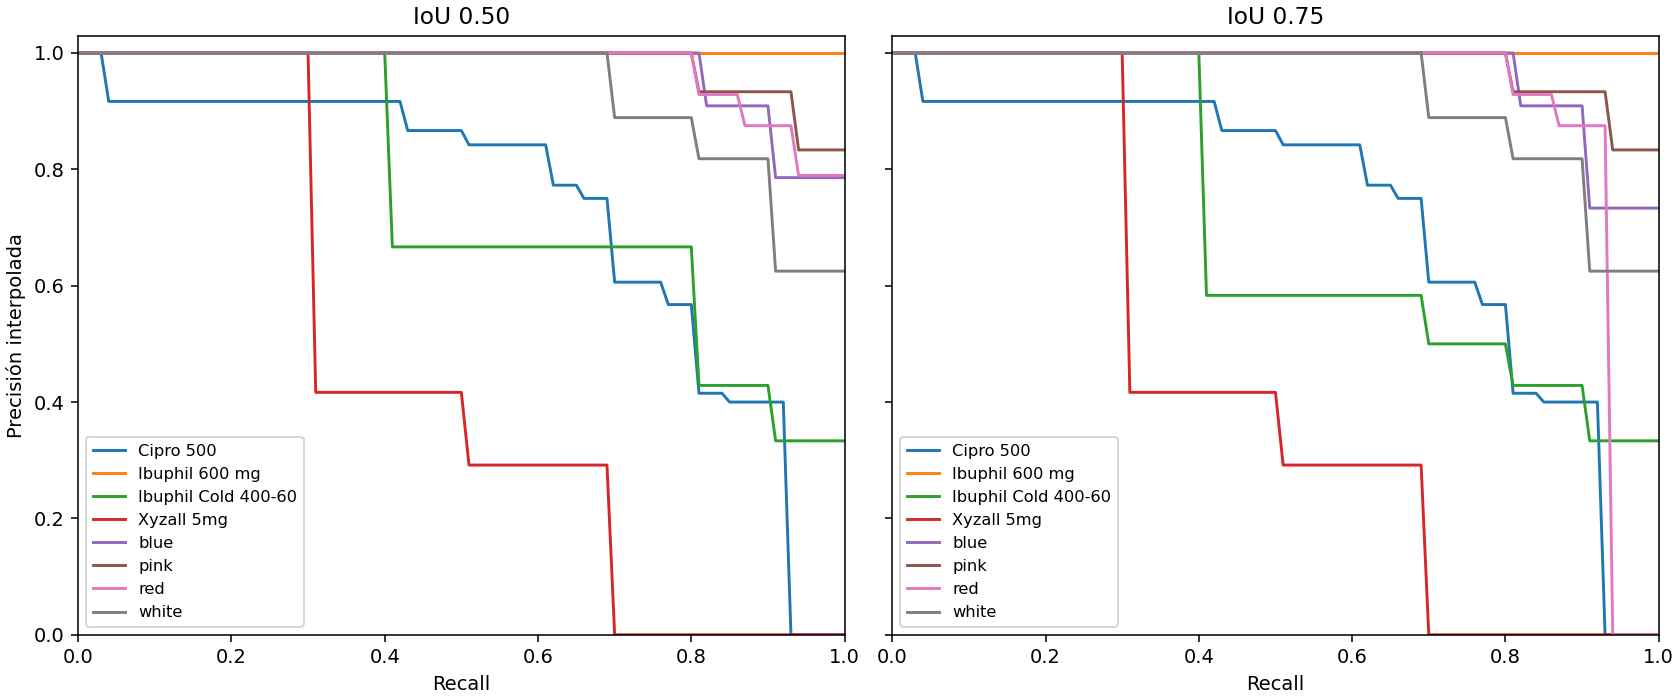 IoU 0.50
1.0
0.8
0.6
0.4
0.2
0.0
Precisión interpolada
Cipro 500
Ibuphil 600 mg
Ibuphil Cold 400-60
Xyzall 5mg
blue
pink
red
white
0.0 0.2 0.4 0.6 0.8 1.0
Recall
IoU 0.75
Cipro 500
Ibuphil 600 mg
Ibuphil Cold 400-60
Xyzall 5mg
blue
pink
red
white
0.0 0.2 0.4 0.6 0.8 1.0
Recall